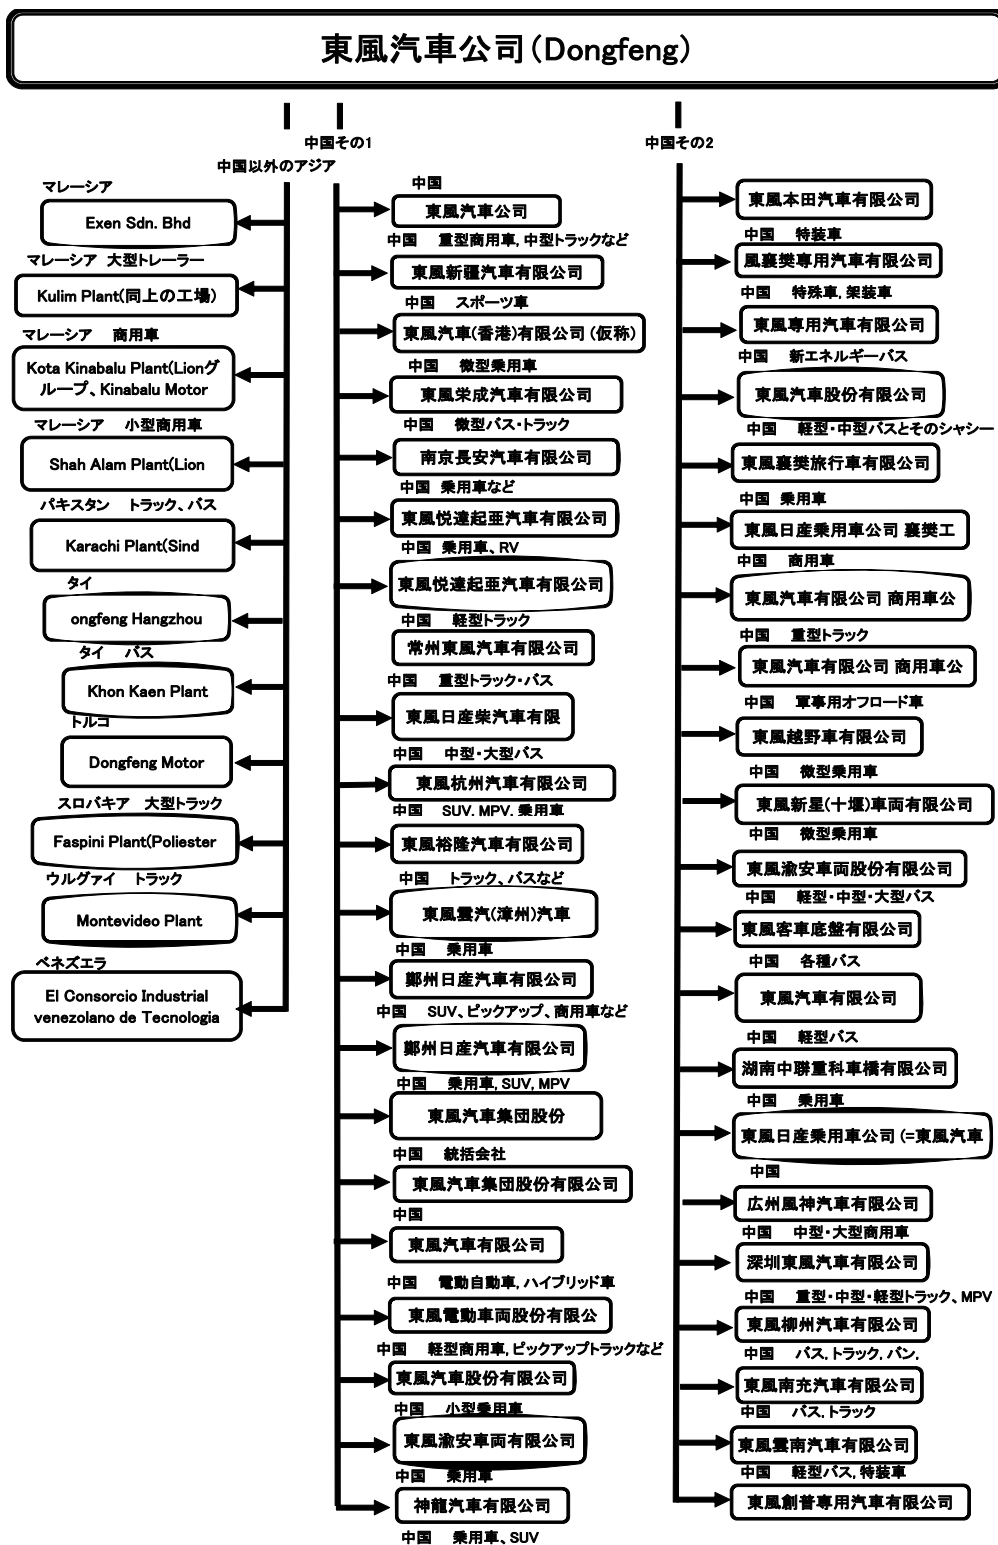 東風汽車公司(Dongfeng)
中国以外のアジア
マレーシア
Exen Sdn. Bhd
マレーシア 大型トレーラー
Kulim Plant(同上の工場)
マレーシア 商用車
Kota Kinabalu Plant(Lionグ
ループ、Kinabalu Motor
マレーシア 小型商用車
Shah Alam Plant(Lion
パキスタン トラック、バス
Karachi Plant(Sind
タイ
ongfeng Hangzhou
タイ バス
Khon Kaen Plant
トルコ
Dongfeng Motor
スロバキア 大型トラック
Faspini Plant(Poliester
ウルグァイ トラック
Montevideo Plant
ベネズエラ
El Consorcio Industrial
venezolano de Tecnologia
中国その1
中国
東風汽車公司
中国 重型商用車, 中型トラックなど
東風新疆汽車有限公司
中国 スポーツ車
東風汽車(香港)有限公司 (仮称)
中国 微型乗用車
東風栄成汽車有限公司
中国 微型バス・トラック
南京長安汽車有限公司
中国 乗用車など
東風悦達起亜汽車有限公司
中国 乗用車、RV
東風悦達起亜汽車有限公司
中国 軽型トラック
常州東風汽車有限公司
中国 重型トラック・バス
東風日産柴汽車有限
中国 中型・大型バス
東風杭州汽車有限公司
中国 SUV. MPV. 乗用車
東風裕隆汽車有限公司
中国 トラック、バスなど
東風雲汽(漳州)汽車
中国 乗用車
鄭州日産汽車有限公司
中国 SUV、ピックアップ、商用車など
鄭州日産汽車有限公司
中国 乗用車, SUV, MPV
東風汽車集団股份
中国 統括会社
東風汽車集団股份有限公司
中国
東風汽車有限公司
中国 電動自動車, ハイブリッド車
東風電動車両股份有限公
中国 軽型商用車, ピックアップトラックなど
東風汽車股份有限公司
中国 小型乗用車
東風渝安車両有限公司
中国 乗用車
神龍汽車有限公司
中国 乗用車、SUV
中国その2
東風本田汽車有限公司
中国 特装車
風襄樊専用汽車有限公司
中国 特殊車, 架装車
東風専用汽車有限公司
中国 新エネルギーバス
東風汽車股份有限公司
中国 軽型・中型バスとそのシャシー
東風襄樊旅行車有限公司
中国 乗用車
東風日産乗用車公司 襄樊工
中国 商用車
東風汽車有限公司 商用車公
中国 重型トラック
東風汽車有限公司 商用車公
中国 軍事用オフロード車
東風越野車有限公司
中国 微型乗用車
東風新星(十堰)車両有限公司
中国 微型乗用車
東風渝安車両股份有限公司
中国 軽型・中型・大型バス
東風客車底盤有限公司
中国 各種バス
東風汽車有限公司
中国 軽型バス
湖南中聯重科車橋有限公司
中国 乗用車
東風日産乗用車公司 (=東風汽車
中国
広州風神汽車有限公司
中国 中型・大型商用車
深圳東風汽車有限公司
中国 重型・中型・軽型トラック、MPV
東風柳州汽車有限公司
中国 バス, トラック, バン,
東風南充汽車有限公司
中国 バス, トラック
東風雲南汽車有限公司
中国 軽型バス, 特装車
東風創普専用汽車有限公司